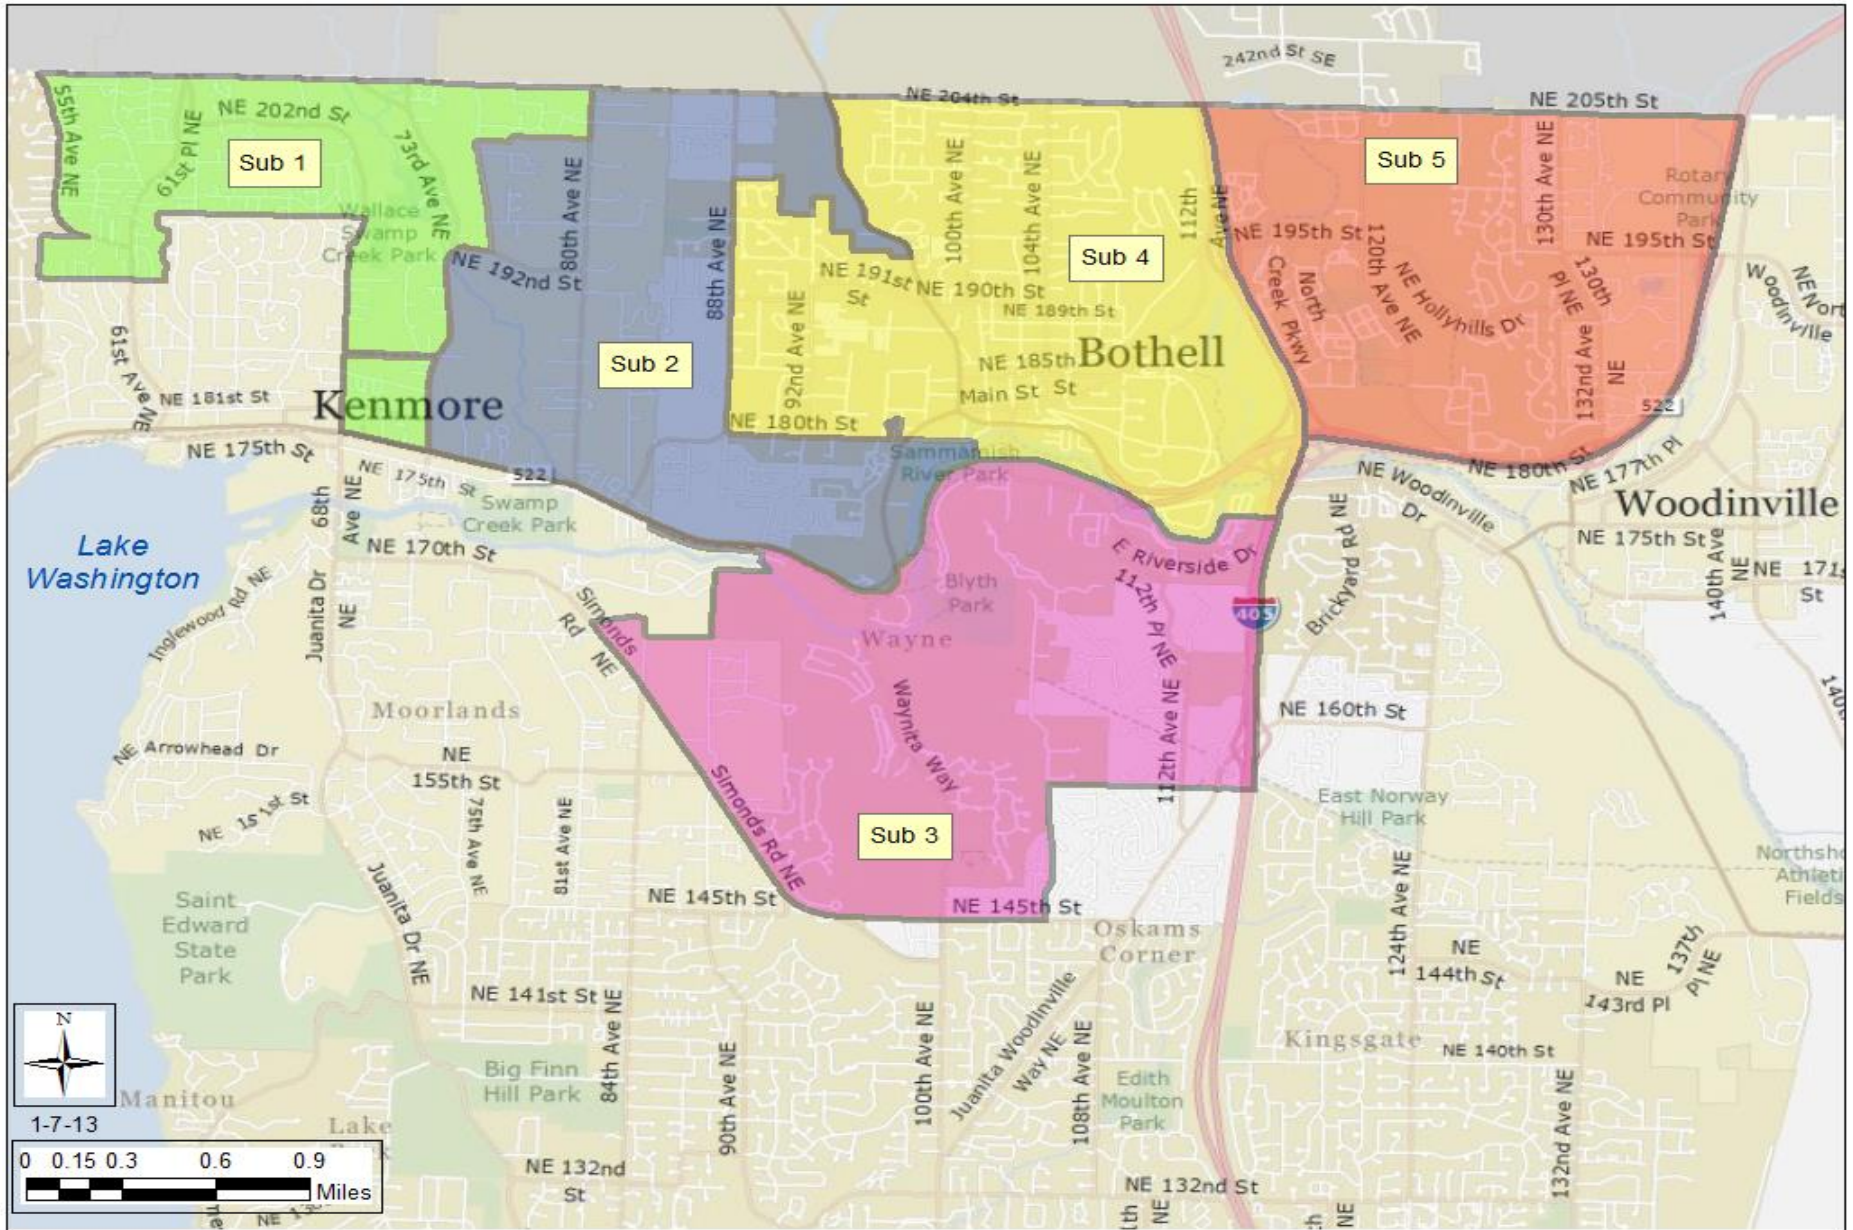 242nd St SE
NE 204th St
NE 205th St
55th Ave NE
NE 202nd St
61st Pl NE
73rd Ave NE
Sub 1
Sub 5
130th Ave NE
Rotary
Community
Park
Wallace
Swamp
Creek Park
80th Ave NE
88th Ave NE
100th Ave NE
104th Ave NE
112th
Ave NE
Sub 4
NE 195th St
120th Ave NE
NE 195th St
NE 192nd St
NE 191st
St
NE 190th St
NE 189th St
North
Creek Pkwy
NE Hollyhills Dr
130th
Pl NE
Woodinville
61st Ave NE
Sub 2
92nd Ave NE
NE 185th
St
Bothell
Main St
132nd Ave
NE
NE 181st St
Kenmore
522
NE 180th St
NE 175th St
NE 175th St
522
Sammamish
River Park
NE 180th St
NE 177th Pl
NE Woodinville
Dr
Woodinville
68th
Ave NE
Swamp
Creek Park
Brickyard Rd NE
NE 175th St
140th Ave
NE
NE
St
Lake
Washington
NE 170th St
E Riverside Dr
Inglewood Rd NE
Juanita Dr
NE
Simonds
Rd
NE
Blyth
Park
112th Pl NE
405
Wayne
Moorlands
Waynita Way
112th Ave NE
NE 160th St
NE Arrowhead Dr
NE
155th St
Simonds Rd NE
NE 151st St
75th Ave NE
81st Ave NE
Sub 3
East Norway
Hill Park
Juanita Dr NE
NE 145th St
NE 145th St
124th Ave NE
Fields
Saint
Edward
State
Park
Oskams
Corner
NE
144th St
137th
Pl NE
NE
143rd Pl
NE 141st St
84th Ave NE
90th Ave NE
100th Ave NE
Juanita Woodinville
Way NE
108th Ave NE
Kingsgate
NE 140th St
N
Big Finn
Hill Park
Edith
Moulton
Park
132nd Ave NE
Manitou
1-7-13
Lake
0 0.15 0.3 0.6 0.9
Miles
NE 132nd
St
NE 132nd St
NE
NE
NE